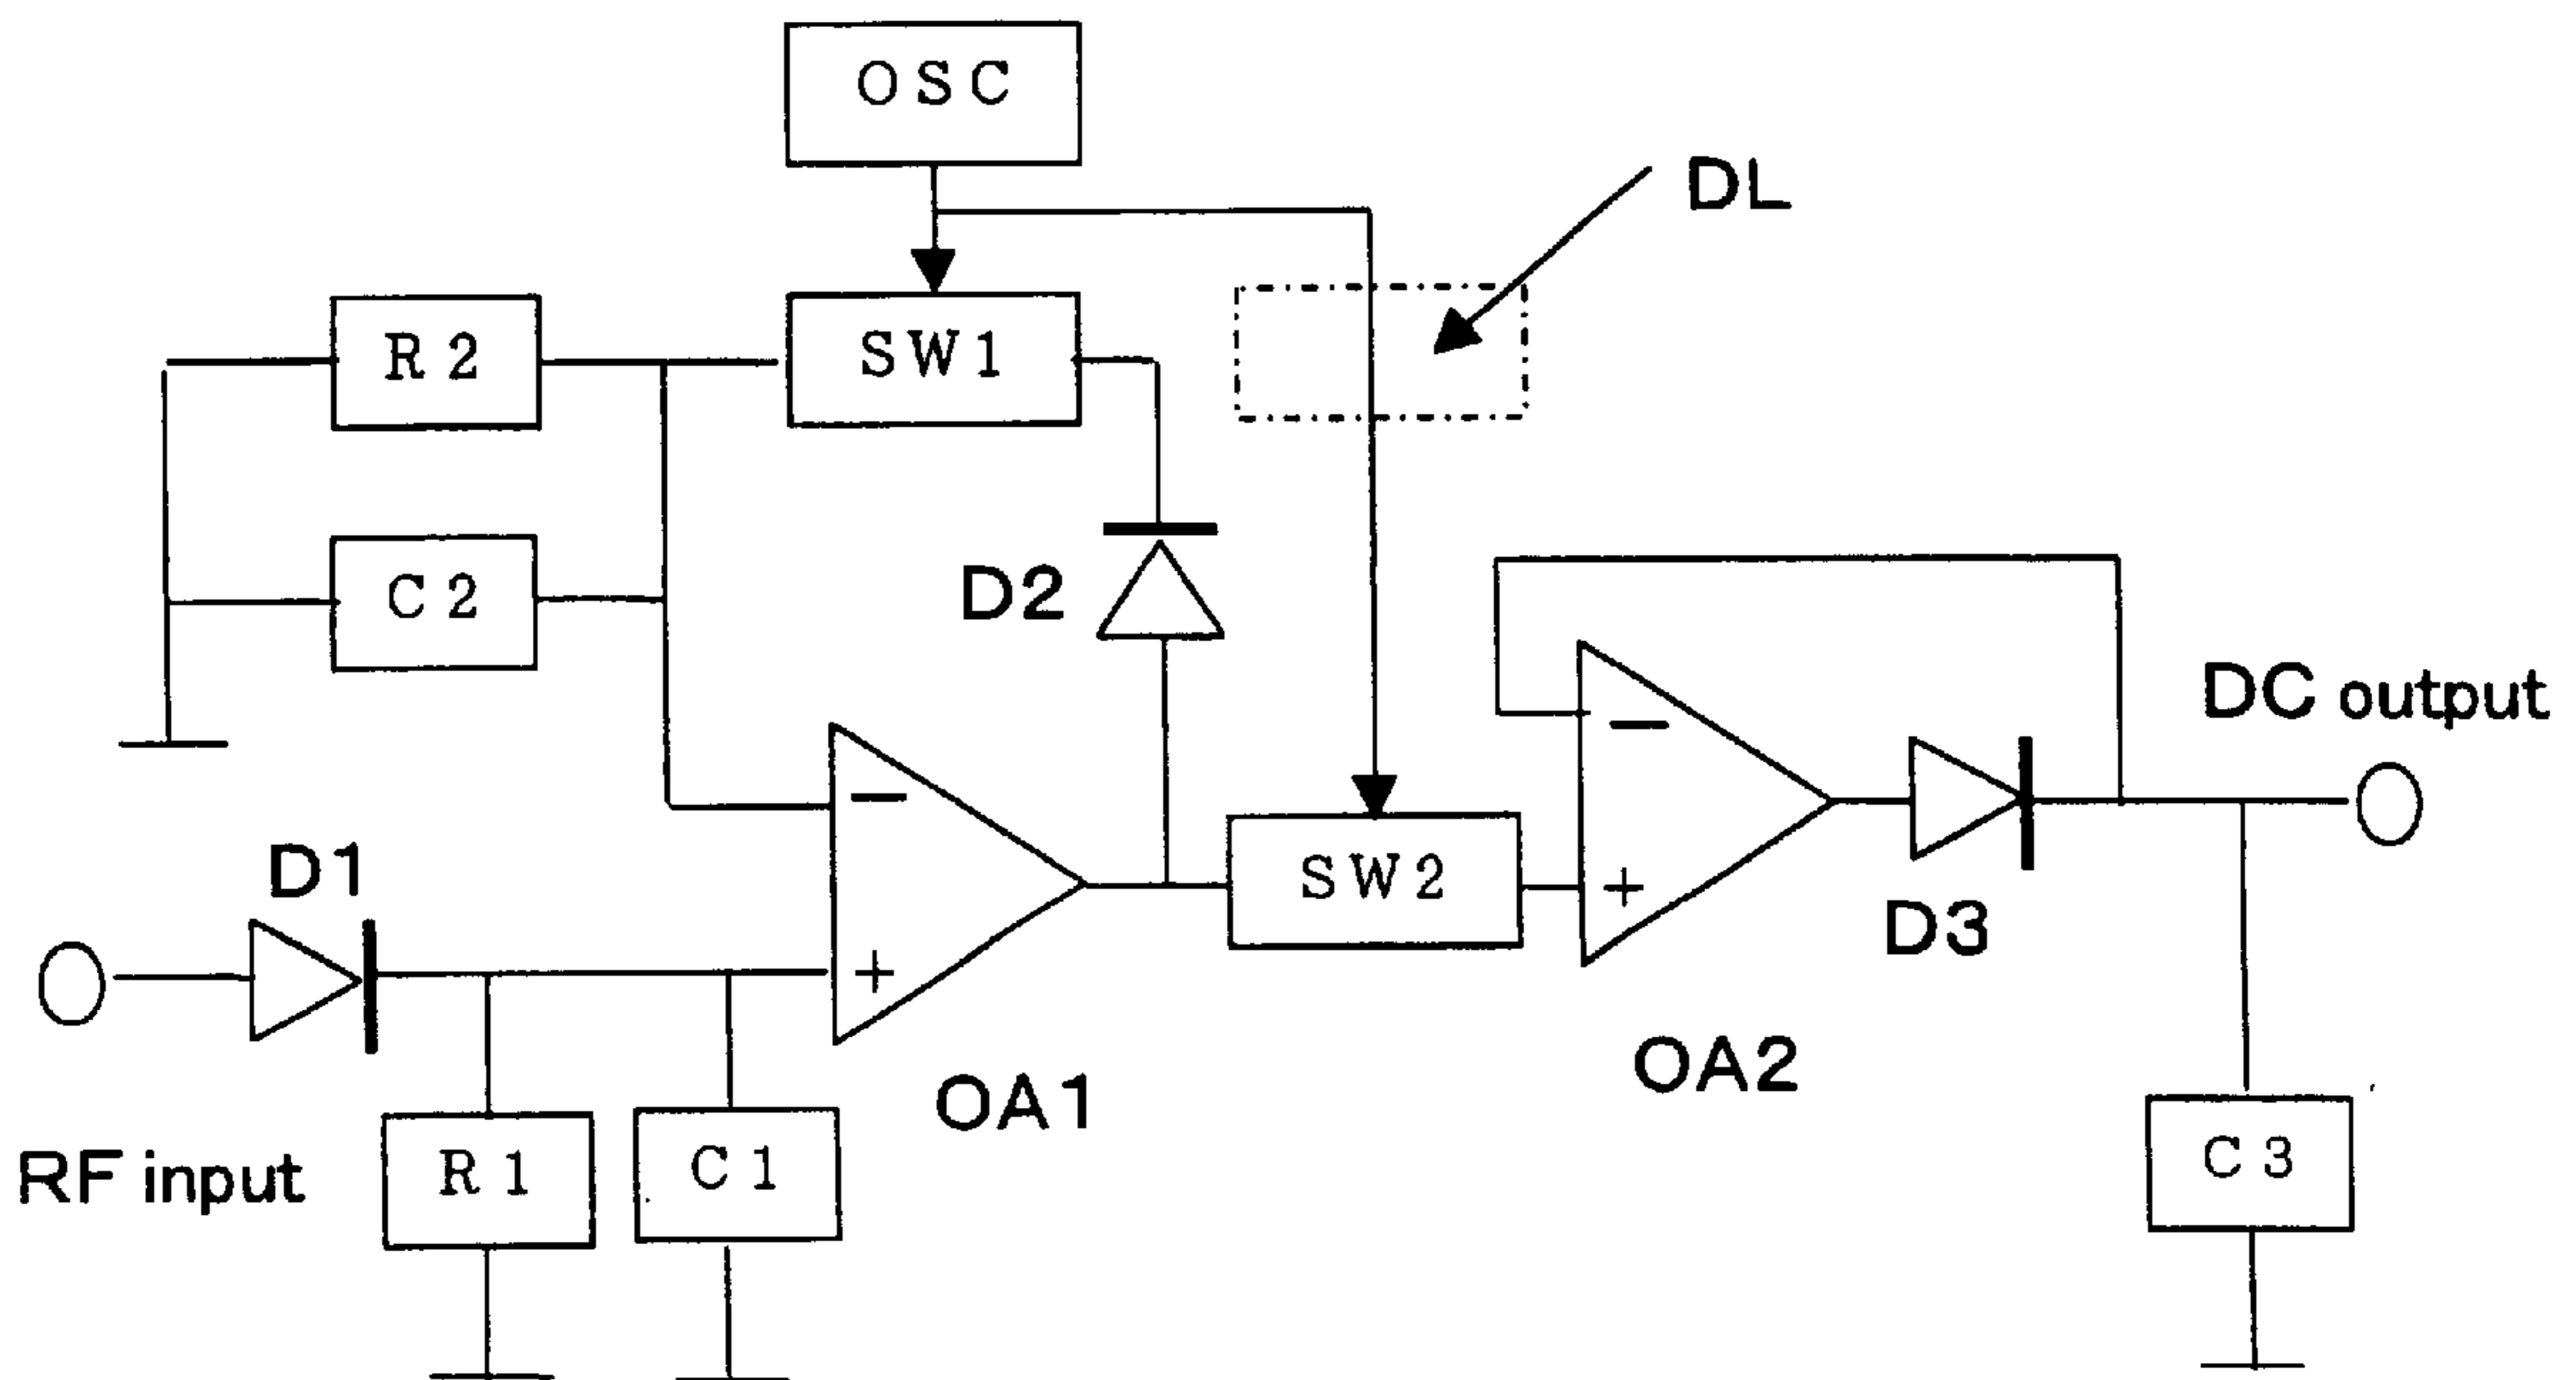 OSC
DL
R2
SW1
C2
D2
DC output
D1
SW2
D3
OA2
OA1
RF input
R1
C1
C3
−
+
−
+